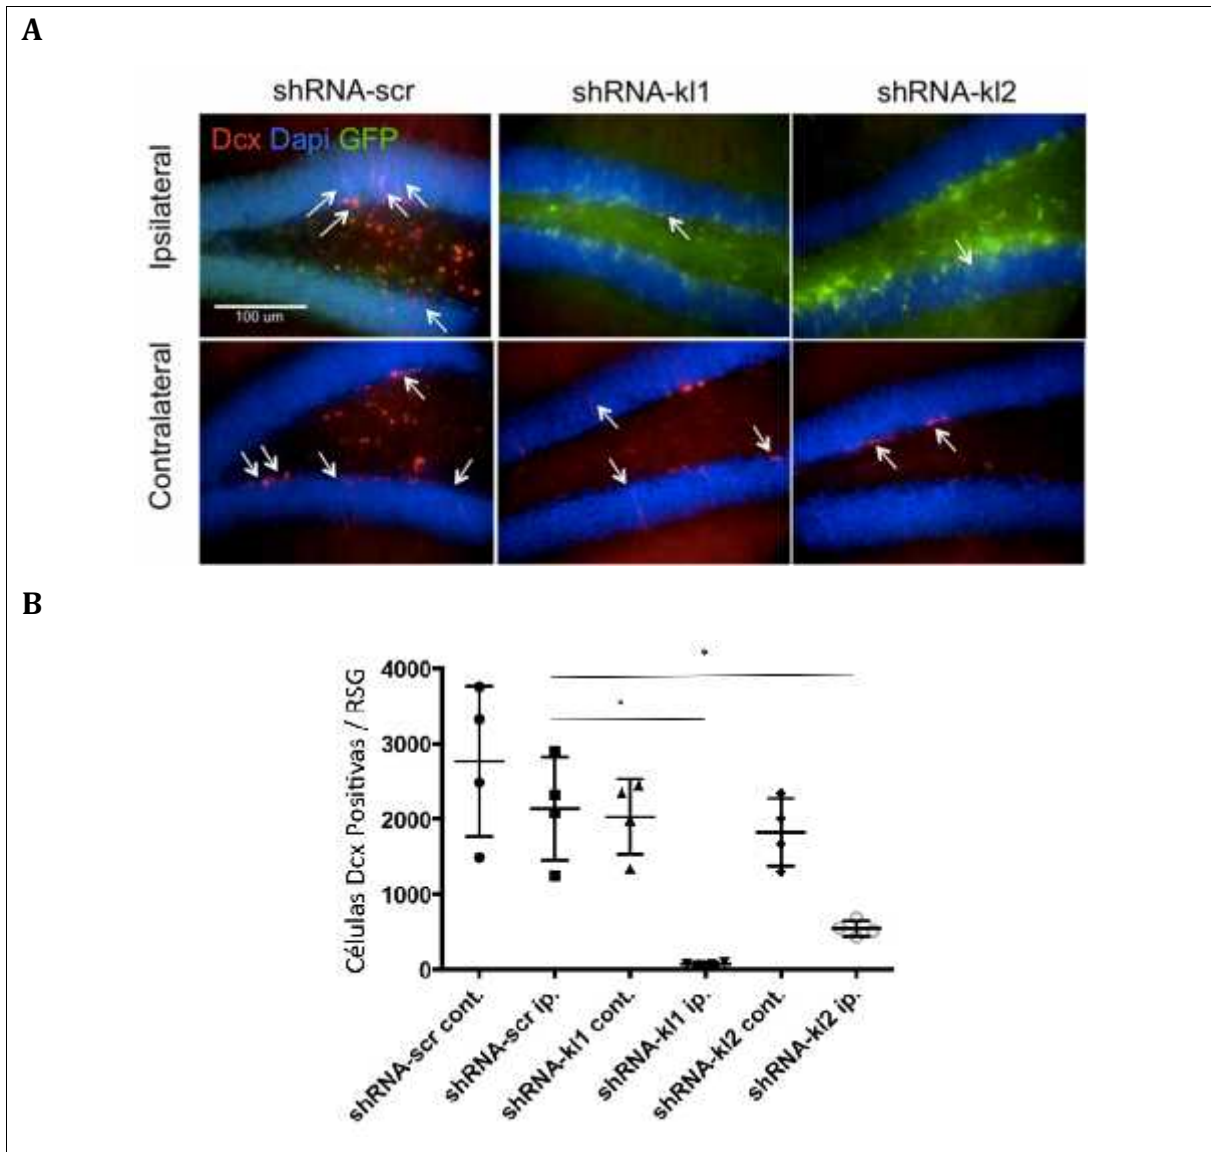 A
shRNA-scr shRNA-kl1 shRNA-kl2
Dcx Dapi GFP
Ipsilateral
100 um
Contralateral
B
Células Dcx Positivas / RSG
4000
3000
2000
1000
0
* *
shRNA-scr cont.
shRNA-scr ip.
shRNA-kl1 cont.
shRNA-kl1 ip.
shRNA-kl2 cont.
shRNA-kl2 ip.